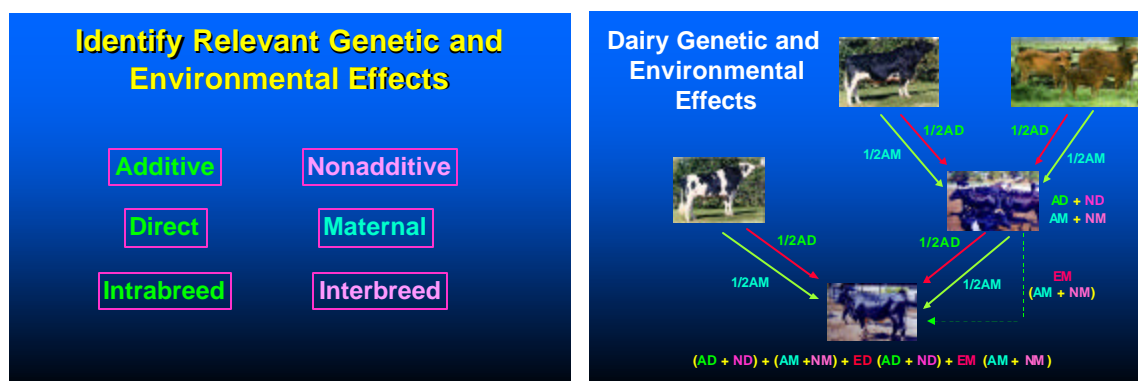 Identify Relevant Genetic and
Environmental Effects
Additive
Nonadditive
Direct
Maternal
Intrabreed
Interbreed
Dairy Genetic and
Environmental
Effects
1/2AD
1/2AD
1/2AM
1/2AM
AD + ND
AM + NM
1/2AD
1/2AD
1/2AM
1/2AM
EM
(AM + NM)
(AD + ND) + (AM +NM) + ED (AD + ND) + EM (AM + NM )